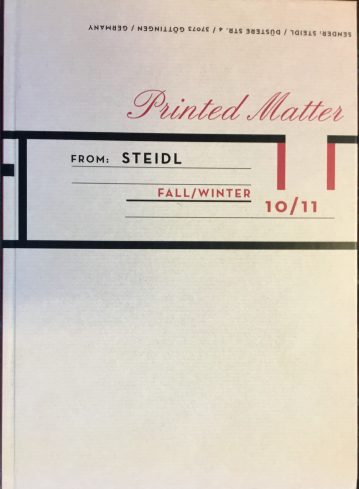 SENDER: STEIDL / DÜSTERE STR. 4 / 37073 GÖTTINGEN / GERMANY
Printed Matter
FROM: STEIDL
FALL/WINTER
10/11